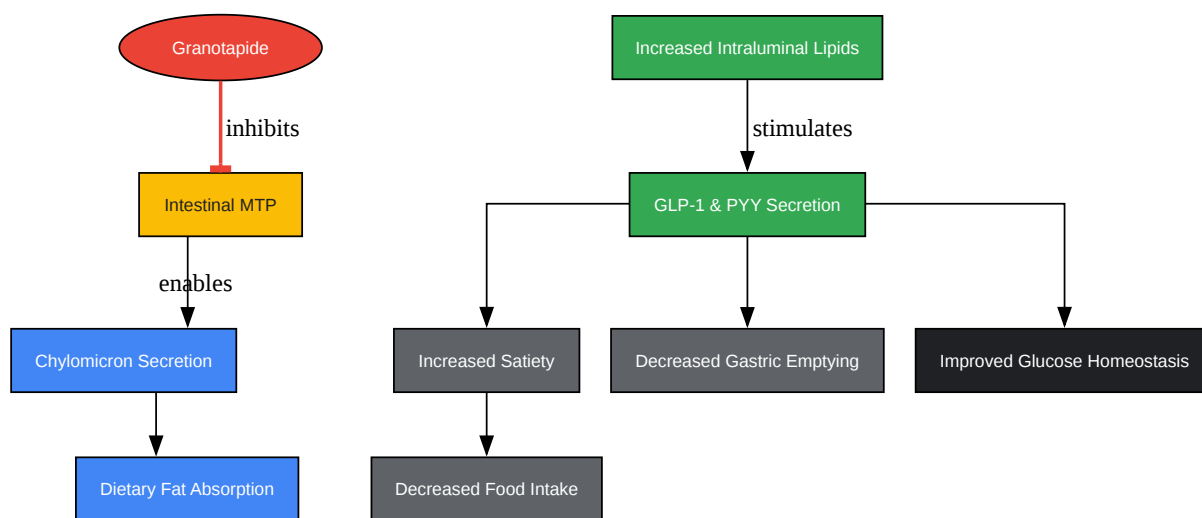 Granotapide
Increased Intraluminal Lipids
inhibits
stimulates
Intestinal MTP
GLP-1 & PYY Secretion
enables
Chylomicron Secretion
Increased Satiety
Decreased Gastric Emptying
Improved Glucose Homeostasis
Dietary Fat Absorption
Decreased Food Intake